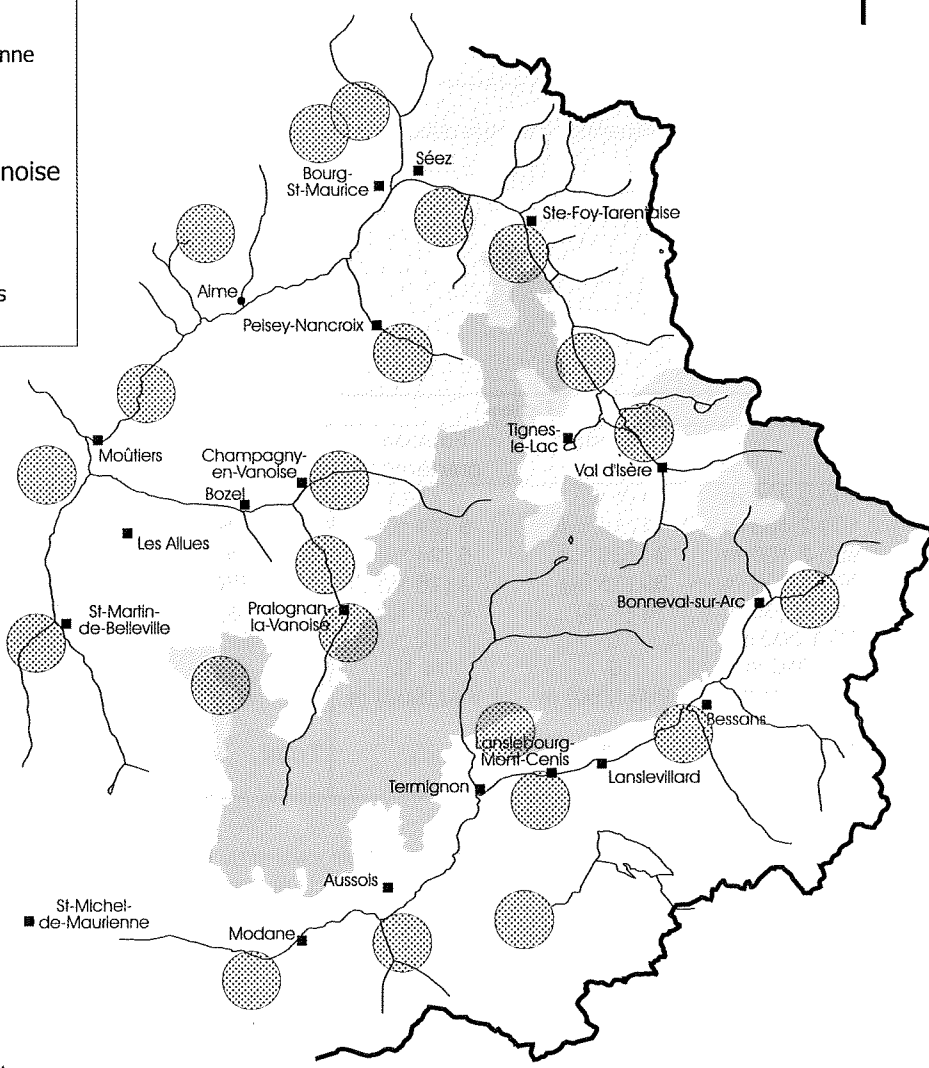 nne
noise
s
Séez
Bourg-
St-Maurice
Ste-Foy-Tarentaise
Aime
Peisey-Nancroix
Tignes-
le-Lac
Moûtiers
Champagny-
en-Vanoise
Val d'Isère
Bozel
Les Allues
St-Martin-
de-Belleville
Pralognan-
la-Vanoise
Bonneval-sur-Arc
Bessans
Lanslebourg-
Mont-Cenis
Lanslevillard
Termignon
Aussois
St-Michel-
de-Maurienne
Modane